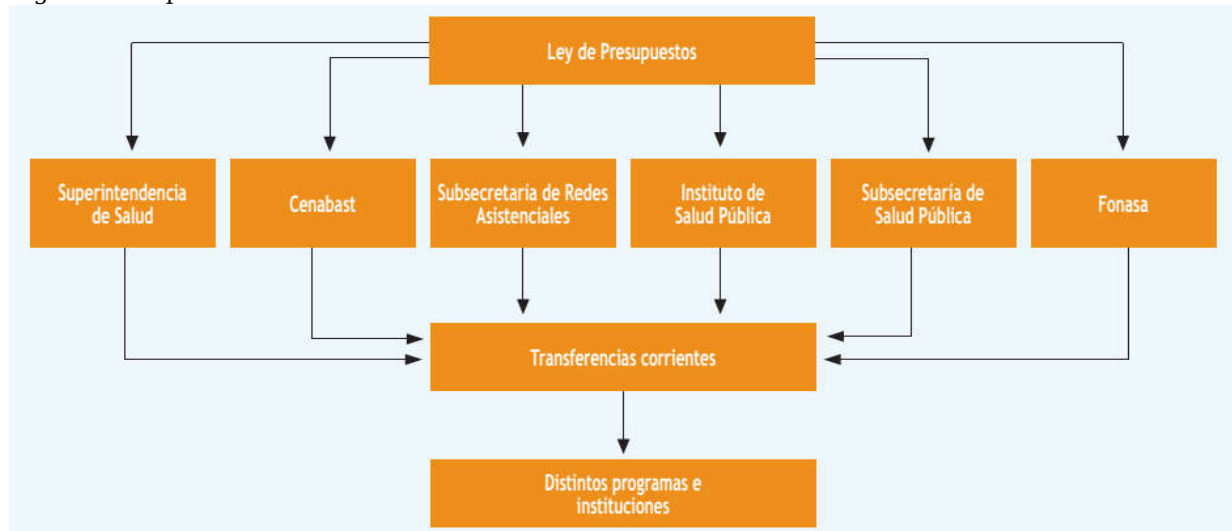 Ley de Presupuestos
Superintendencia
de Salud
Cenabast
Subsecretaría de Redes
Asistenciales
Instituto de
Salud Pública
Subsecretaría de
Salud Pública
Fonasa
Transferencias corrientes
Distintos programas e
instituciones